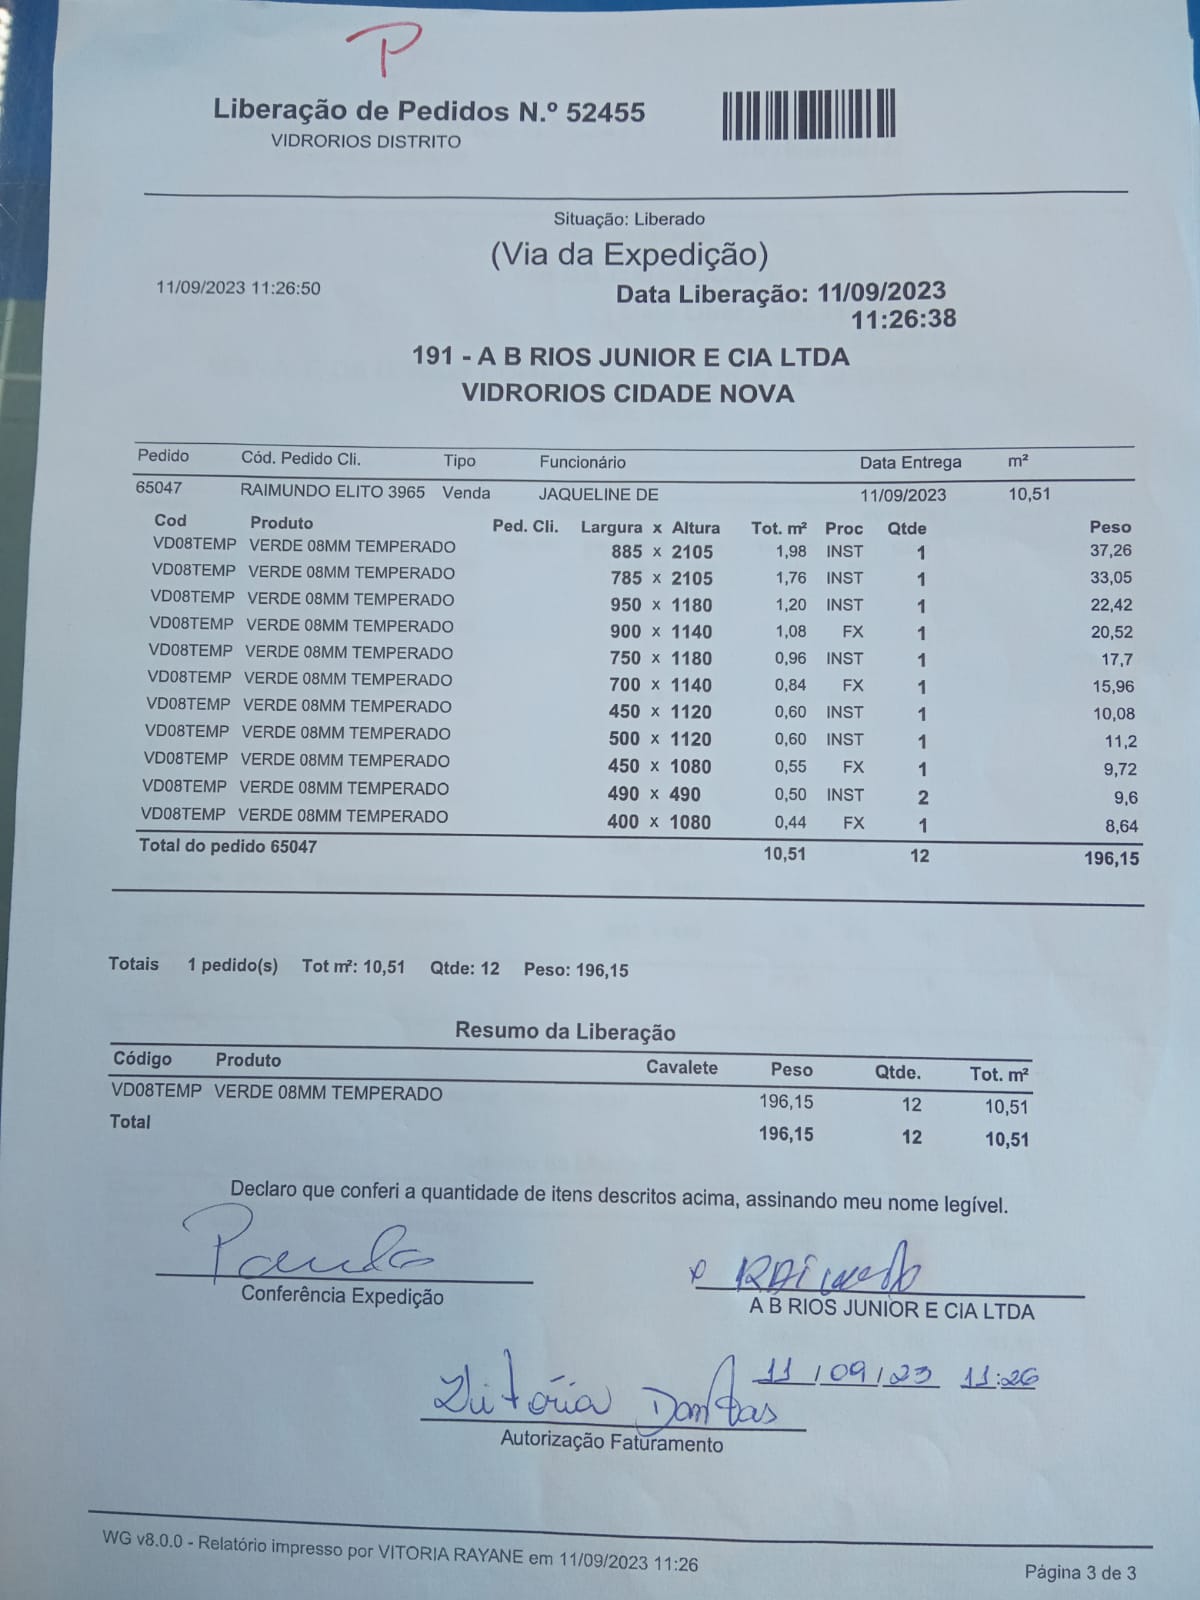 P
Liberação de Pedidos N.º 52455
VIDRORIOS DISTRITO
Situação: Liberado
(Via da Expedição)
11/09/2023 11:26:50
Data Liberação: 11/09/2023
11:26:38
191 - A B RIOS JUNIOR E CIA LTDA
VIDRORIOS CIDADE NOVA
Pedido Cód. Pedido Cli. Tipo Funcionário Data Entrega m²
65047 RAIMUNDO ELITO 3965 Venda JAQUELINE DE 11/09/2023 10,51
Cod Produto Ped. Cli. Largura x Altura Tot. m² Proc Qtde Peso
VD08TEMP VERDE 08MM TEMPERADO 885 x 2105 1,98 INST 1 37,26
VD08TEMP VERDE 08MM TEMPERADO 785 x 2105 1,76 INST 1 33,05
VD08TEMP VERDE 08MM TEMPERADO 950 x 1180 1,20 INST 1 22,42
VD08TEMP VERDE 08MM TEMPERADO 900 x 1140 1,08 FX 1 20,52
VD08TEMP VERDE 08MM TEMPERADO 750 x 1180 0,96 INST 1 17,7
VD08TEMP VERDE 08MM TEMPERADO 700 x 1140 0,84 FX 1 15,96
VD08TEMP VERDE 08MM TEMPERADO 450 x 1120 0,60 INST 1 10,08
VD08TEMP VERDE 08MM TEMPERADO 500 x 1120 0,60 INST 1 11,2
VD08TEMP VERDE 08MM TEMPERADO 450 x 1080 0,55 FX 1 9,72
VD08TEMP VERDE 08MM TEMPERADO 490 x 490 0,50 INST 2 9,6
VD08TEMP VERDE 08MM TEMPERADO 400 x 1080 0,44 FX 1 8,64
Total do pedido 65047 10,51 12 196,15
Totais 1 pedido(s) Tot m²: 10,51 Qtde: 12 Peso: 196,15
Resumo da Liberação
Código Produto Cavalete Peso Qtde. Tot. m²
VD08TEMP VERDE 08MM TEMPERADO 196,15 12 10,51
Total 196,15 12 10,51
Declaro que conferi a quantidade de itens descritos acima, assinando meu nome legível.
Paulo
Conferência Expedição
RAimundo
A B RIOS JUNIOR E CIA LTDA
11/09/23 11:26
Vitória Dantas
Autorização Faturamento
WG v8.0.0 - Relatório impresso por VITORIA RAYANE em 11/09/2023 11:26
Página 3 de 3